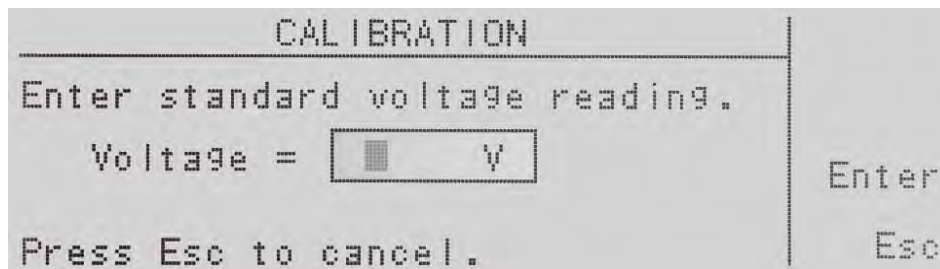 CALIBRATION
Enter standard voltage reading.
Voltage = V
Enter
Press Esc to cancel.
Esc